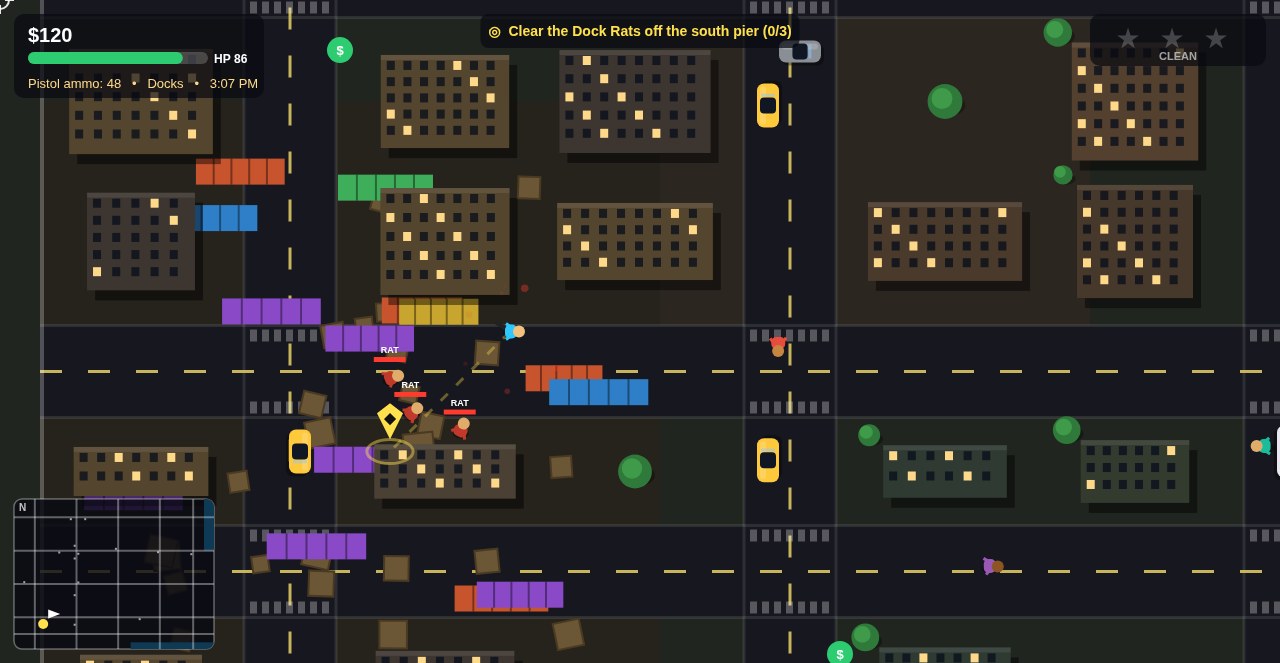 $120
HP 86
Pistol ammo: 48 • Docks • 3:07 PM
$
◎ Clear the Dock Rats off the south pier (0/3)
★ ★ ★
CLEAN
RAT
RAT
RAT
N
$